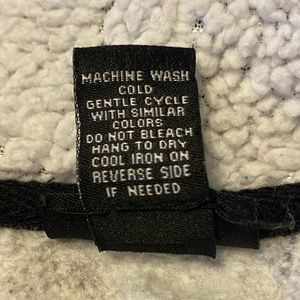 MACHINE WASH
COLD
GENTLE CYCLE
WITH SIMILAR
COLORS
DO NOT BLEACH
HANG TO DRY
COOL IRON ON
REVERSE SIDE
IF NEEDED